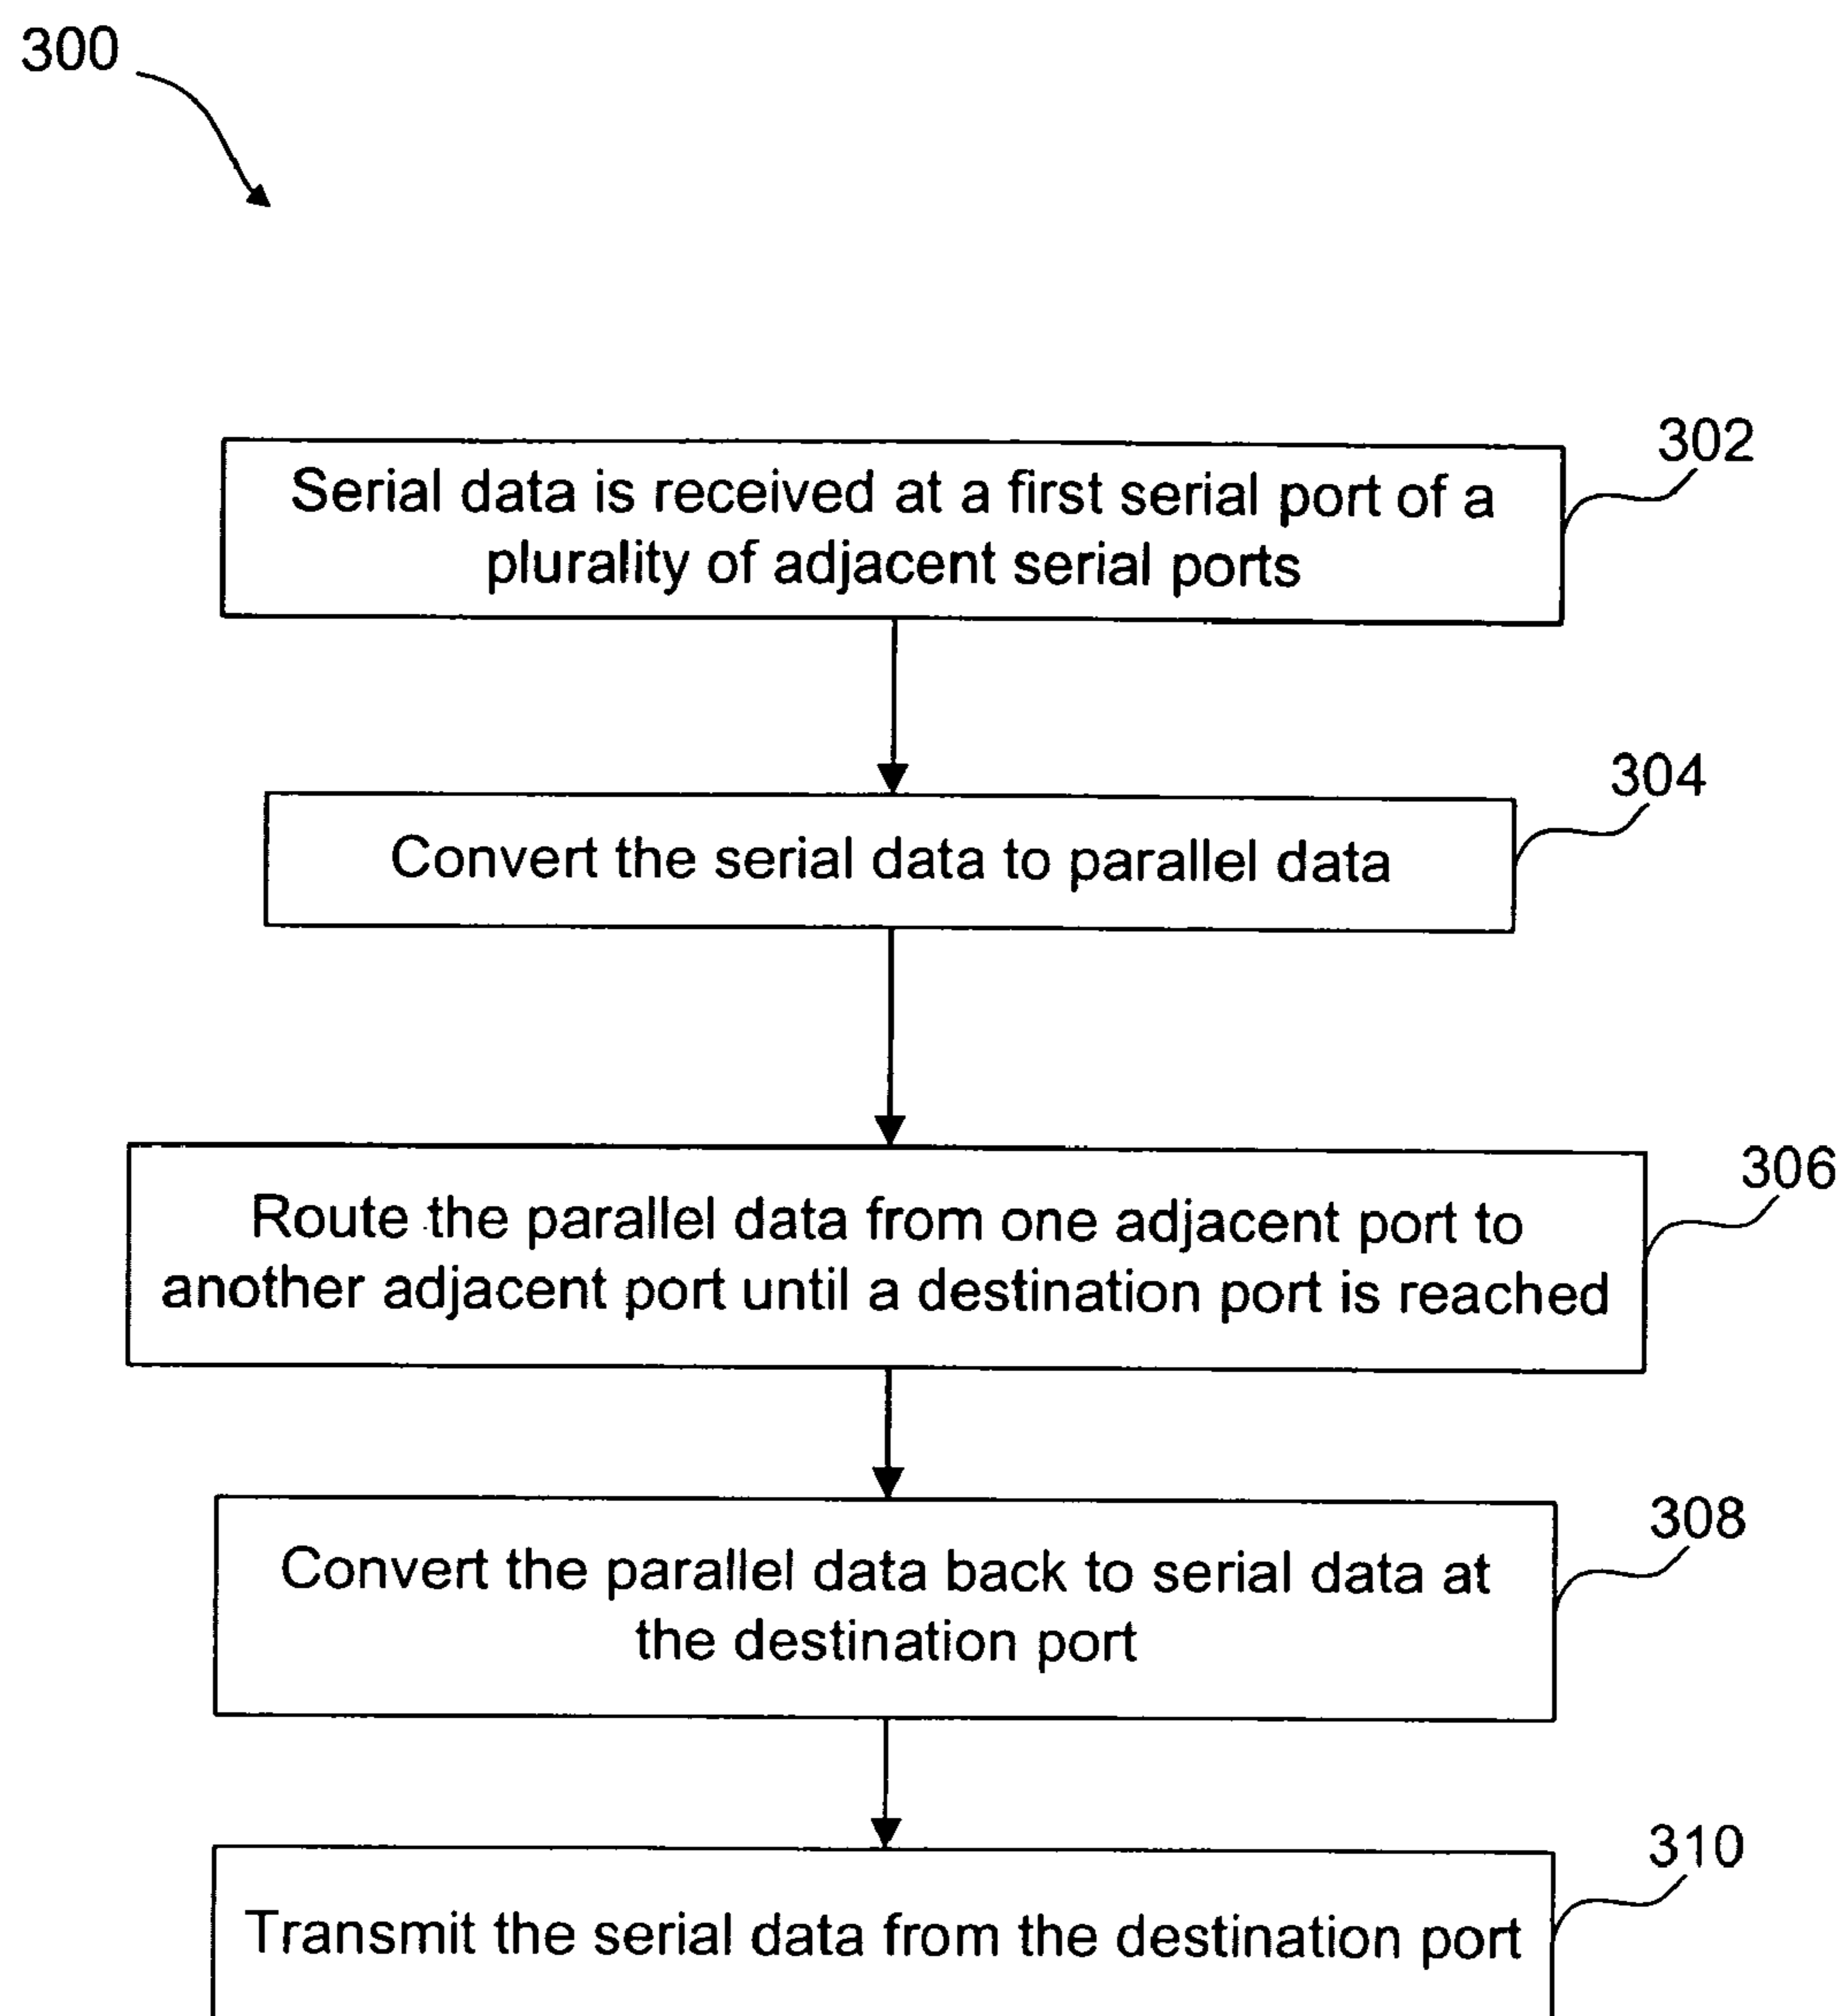 300
302
Serial data is received at a first serial port of a
plurality of adjacent serial ports
304
Convert the serial data to parallel data
306
Route the parallel data from one adjacent port to
another adjacent port until a destination port is reached
308
Convert the parallel data back to serial data at
the destination port
310
Transmit the serial data from the destination port